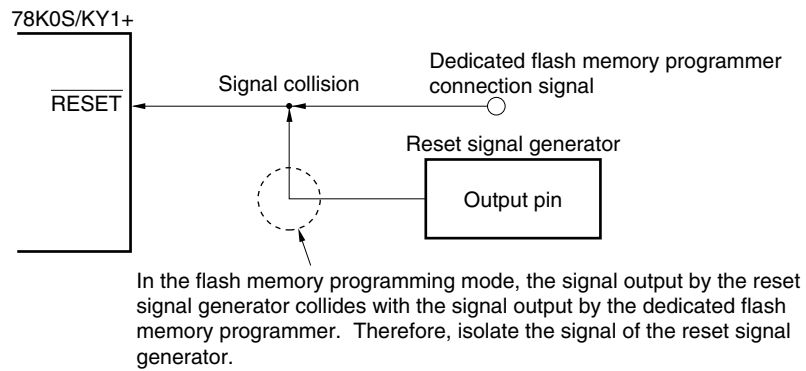 78K0S/KY1+
Dedicated flash memory programmer
connection signal
Signal collision
RESET
Reset signal generator
Output pin
In the flash memory programming mode, the signal output by the reset
signal generator collides with the signal output by the dedicated flash
memory programmer.  Therefore, isolate the signal of the reset signal
generator.